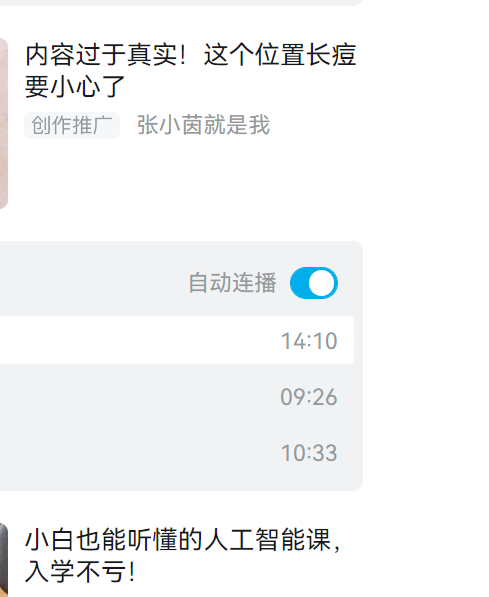 内容过于真实！这个位置长痘
要小心了
创作推广 张小茵就是我
自动连播
14:10
09:26
10:33
小白也能听懂的人工智能课，
入学不亏！